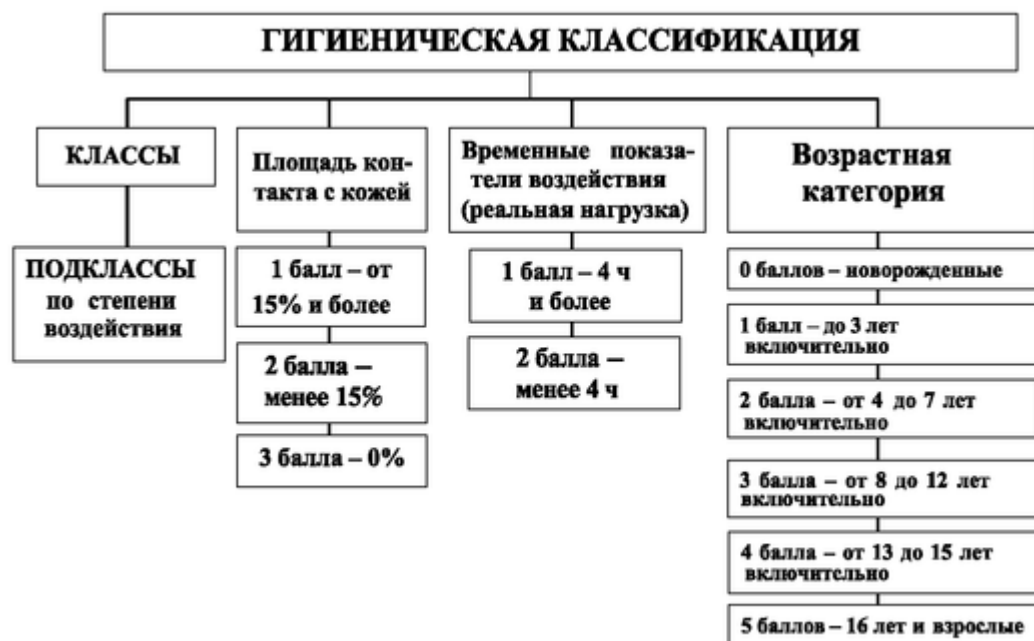 ГИГИЕНИЧЕСКАЯ КЛАССИФИКАЦИЯ
КЛАССЫ
ПОДКЛАССЫ
по степени
воздействия
Площадь кон-
такта с кожей
1 балл – от
15% и более
2 балла –
менее 15%
3 балла – 0%
Временные показа-
тели воздействия
(реальная нагрузка)
1 балл – 4 ч
и более
2 балла –
менее 4 ч
Возрастная
категория
0 баллов – новорожденные
1 балл – до 3 лет
включительно
2 балла – от 4 до 7 лет
включительно
3 балла – от 8 до 12 лет
включительно
4 балла – от 13 до 15 лет
включительно
5 баллов – 16 лет и взрослые